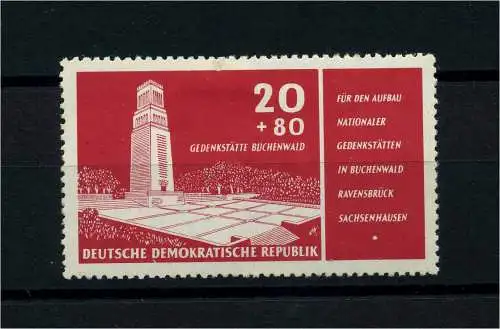 20
+ 80
GEDENKSTÄTTE BUCHENWALD
DEUTSCHE DEMOKRATISCHE REPUBLIK
FÜR DEN AUFBAU
NATIONALER
GEDENKSTÄTTEN
IN BUCHENWALD
RAVENSBRÜCK
SACHSENHAUSEN